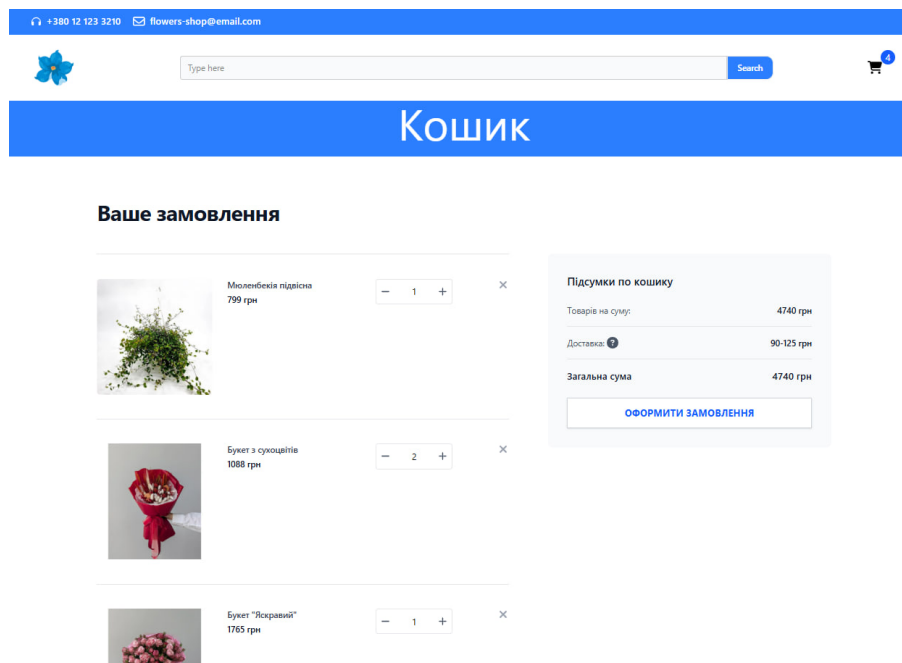 +380 12 123 3210 flowers-shop@email.com
Type here Search 4
Кошик
Ваше замовлення
Мюленбекія підвісна
799 грн
− 1 +
×
Букет з сухоцвітів
1088 грн
− 2 +
×
Букет "Яскравий"
1765 грн
− 1 +
×
Підсумки по кошику
Товарів на суму: 4740 грн
Доставка: ? 90-125 грн
Загальна сума 4740 грн
ОФОРМИТИ ЗАМОВЛЕННЯ